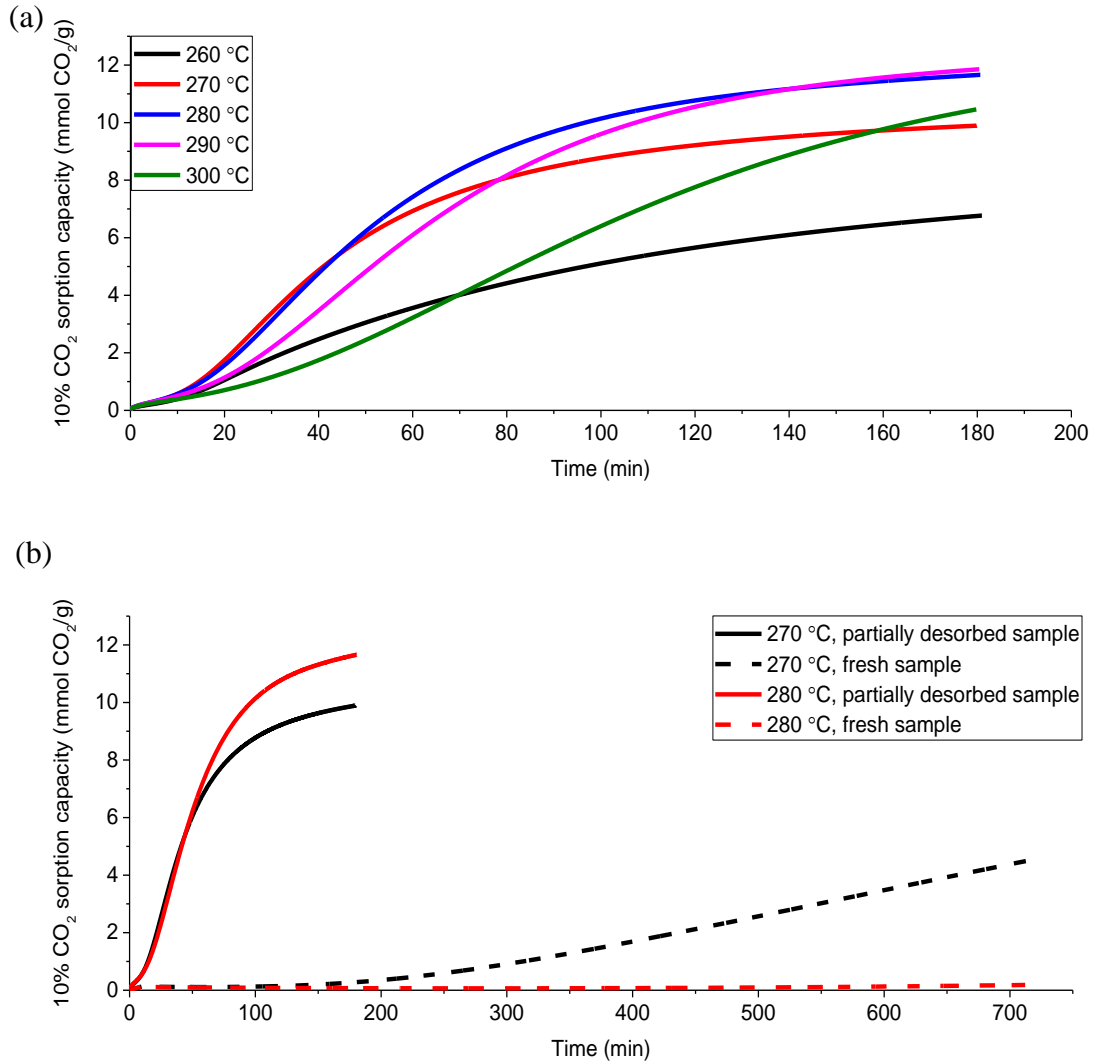 (a)
10% CO₂ sorption capacity (mmol CO₂/g)
12
10
8
6
4
2
0
260 °C
270 °C
280 °C
290 °C
300 °C
0 20 40 60 80 100 120 140 160 180 200
Time (min)
(b)
10% CO₂ sorption capacity (mmol CO₂/g)
12
10
8
6
4
2
0
270 °C, partially desorbed sample
270 °C, fresh sample
280 °C, partially desorbed sample
280 °C, fresh sample
0 100 200 300 400 500 600 700
Time (min)